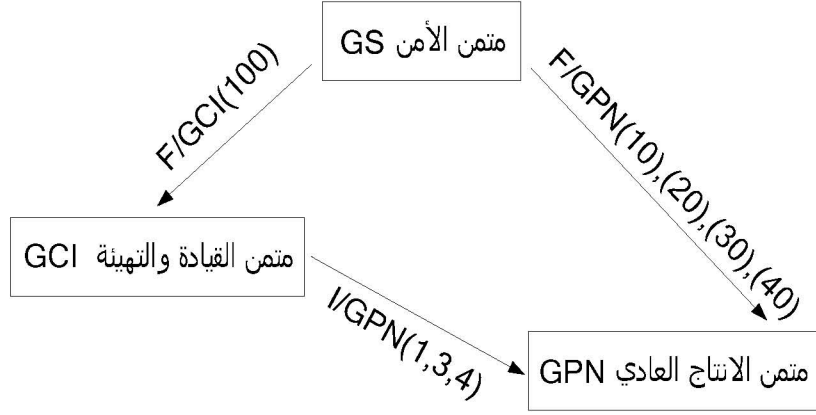 متمن الأمن GS
F/GCI(100)
F/GPN(10),(20),(30),(40)
متمن القيادة والتهيئة GCI
I/GPN(1,3,4)
متمن الانتاج العادي GPN